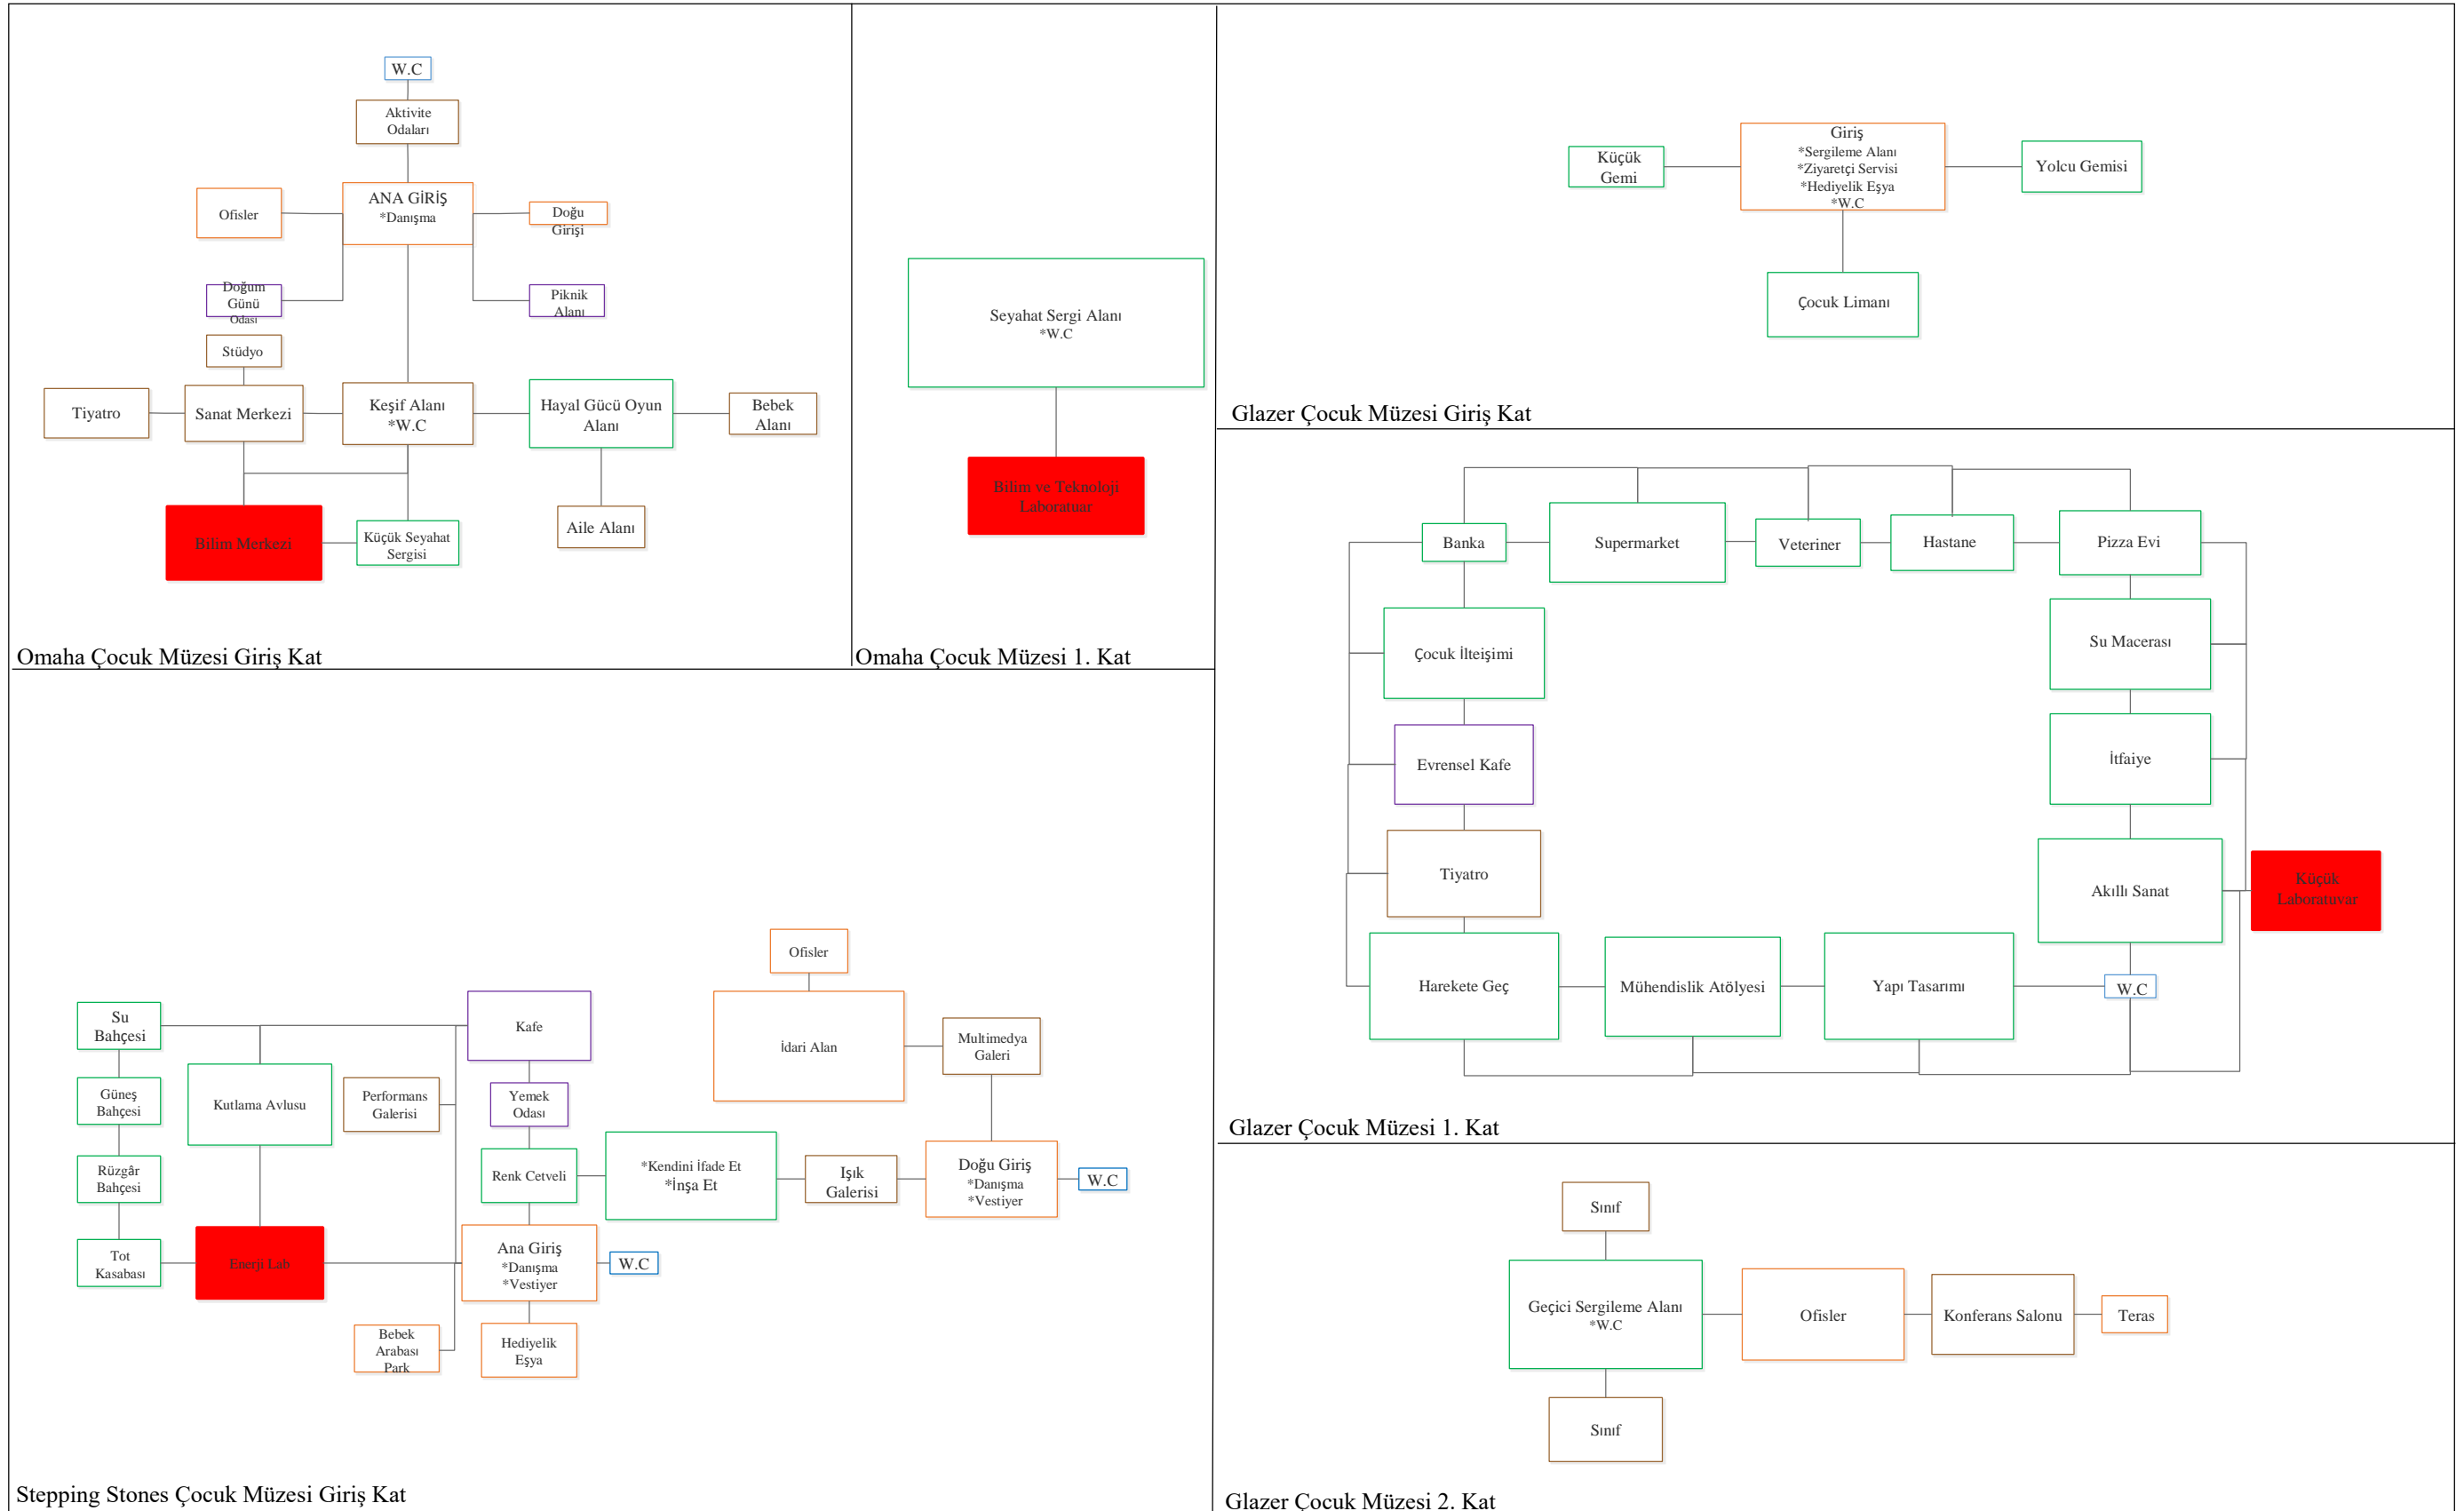 W.C
Aktivite
Odaları
ANA GİRİŞ
*Danışma
Ofisler
Doğu
Girişi
Doğum
Günü
Odası
Piknik
Alanı
Stüdyo
Tiyatro
Sanat Merkezi
Keşif Alanı
*W.C
Hayal Gücü Oyun
Alanı
Bebek
Alanı
Bilim Merkezi
Küçük Seyahat
Sergisi
Aile Alanı
Omaha Çocuk Müzesi Giriş Kat
Seyahat Sergi Alanı
*W.C
Bilim ve Teknoloji
Laboratuar
Omaha Çocuk Müzesi 1. Kat
Küçük
Gemi
Giriş
*Sergileme Alanı
*Ziyaretçi Servisi
*Hediyelik Eşya
*W.C
Yolcu Gemisi
Çocuk Limanı
Glazer Çocuk Müzesi Giriş Kat
Banka
Supermarket
Veteriner
Hastane
Pizza Evi
Çocuk İlteişimi
Su Macerası
Evrensel Kafe
İtfaiye
Tiyatro
Akıllı Sanat
Küçük
Laboratuvar
Harekete Geç
Mühendislik Atölyesi
Yapı Tasarımı
W.C
Glazer Çocuk Müzesi 1. Kat
Ofisler
Su
Bahçesi
Kafe
İdari Alan
Multimedya
Galeri
Güneş
Bahçesi
Kutlama Avlusu
Performans
Galerisi
Yemek
Odası
Rüzgâr
Bahçesi
Renk Cetveli
*Kendini İfade Et
*İnşa Et
Işık
Galerisi
Doğu Giriş
*Danışma
*Vestiyer
W.C
Tot
Kasabası
Enerji Lab
Ana Giriş
*Danışma
*Vestiyer
W.C
Bebek
Arabası
Park
Hediyelik
Eşya
Stepping Stones Çocuk Müzesi Giriş Kat
Sınıf
Geçici Sergileme Alanı
*W.C
Ofisler
Konferans Salonu
Teras
Sınıf
Glazer Çocuk Müzesi 2. Kat